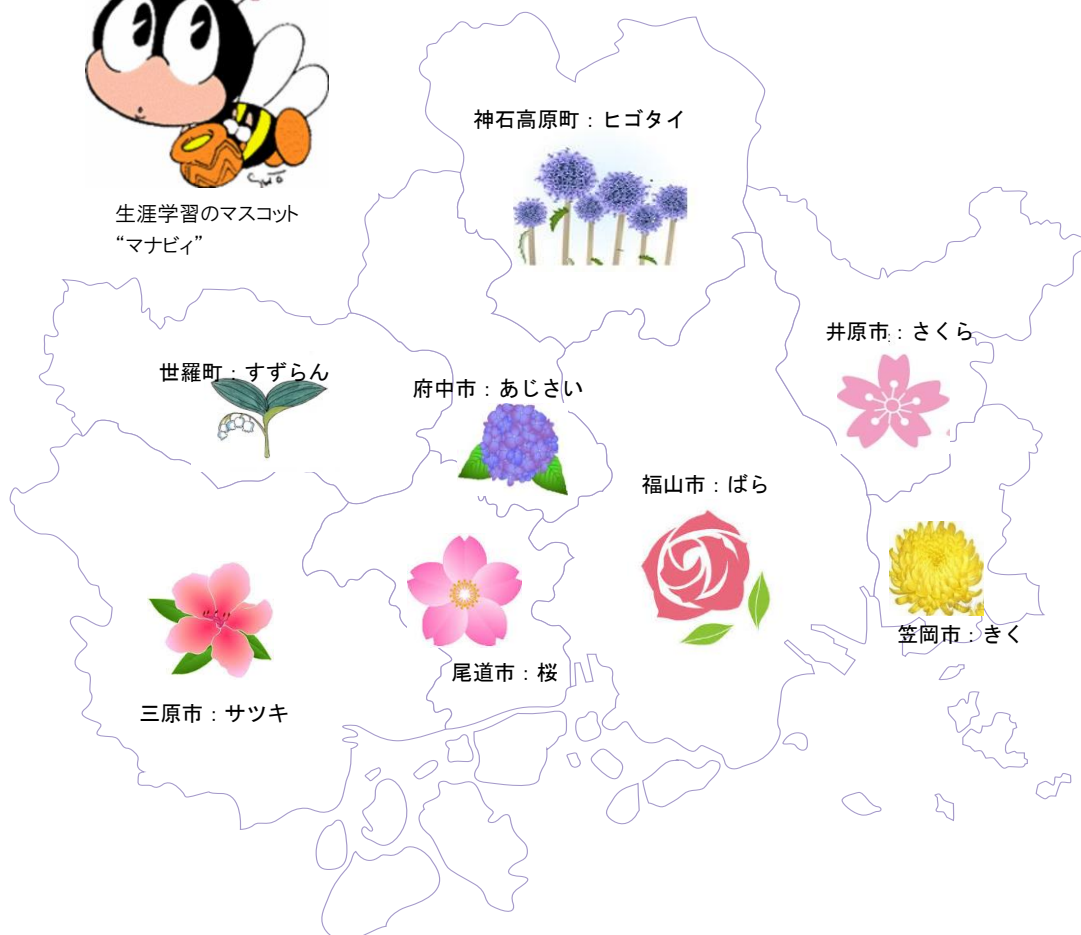 神石高原町：ヒゴタイ
生涯学習のマスコット
“マナビィ”
井原市：さくら
世羅町：すずらん
府中市：あじさい
福山市：ばら
笠岡市：きく
尾道市：桜
三原市：サツキ